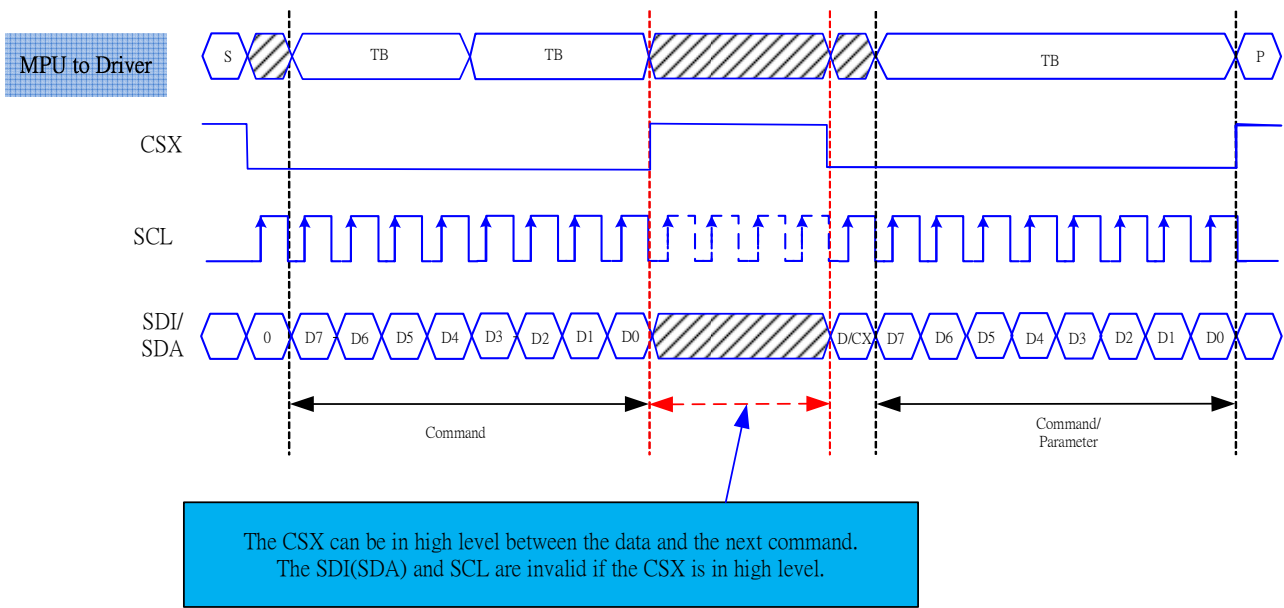 MPU to Driver
S TB TB TB P
CSX
SCL
SDI/
SDA
0 D7 D6 D5 D4 D3 D2 D1 D0 D/CX D7 D6 D5 D4 D3 D2 D1 D0
Command
Command/
Parameter
The CSX can be in high level between the data and the next command.
The SDI(SDA) and SCL are invalid if the CSX is in high level.